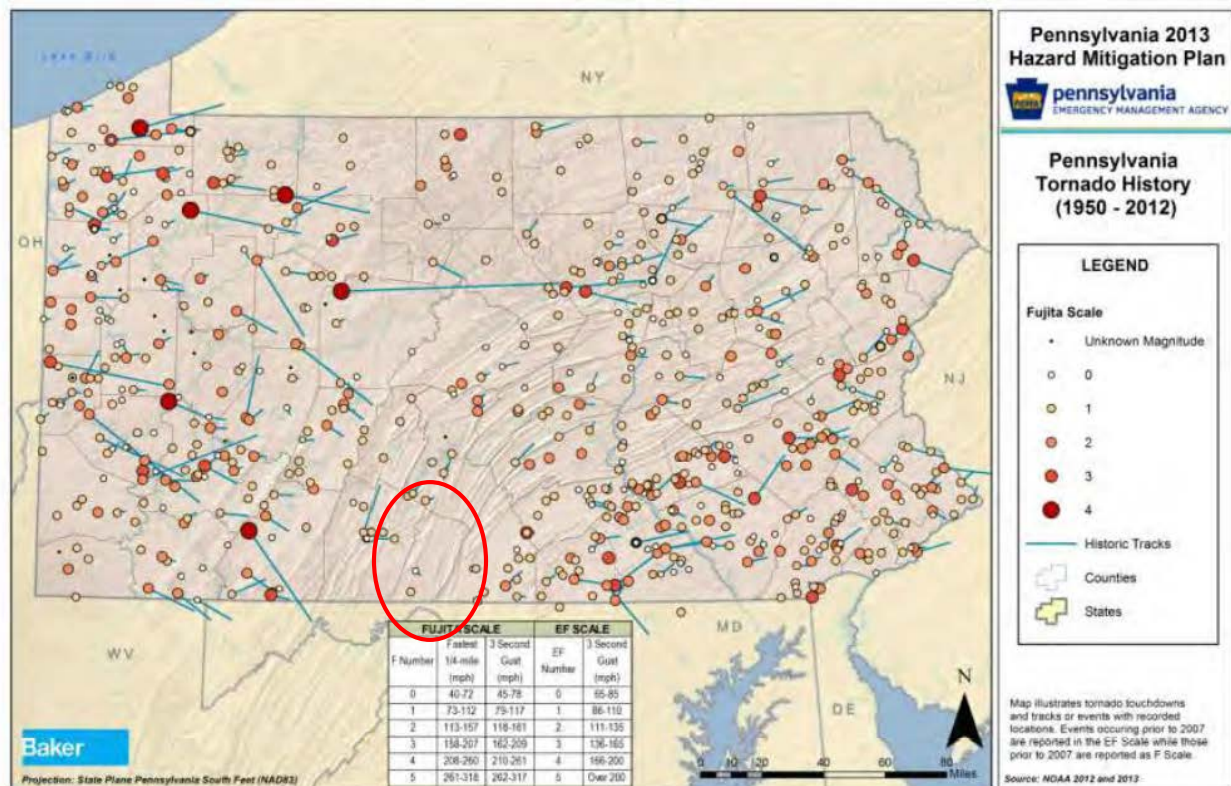 Lake Erie
NY
OH
NJ
WV
MD
DE
N
FUJITA SCALE EF SCALE
F Number Fastest 1/4-mile (mph) 3 Second Gust (mph) EF Number 3 Second Gust (mph)
0 40-72 45-78 0 65-85
1 73-112 79-117 1 86-110
2 113-157 118-161 2 111-135
3 158-207 162-209 3 136-165
4 208-260 210-261 4 166-200
5 261-318 262-317 5 Over 200
Baker
Projection: State Plane Pennsylvania South Feet (NAD83)
0 10 20 40 60 80
Miles
Pennsylvania 2013
Hazard Mitigation Plan
PEMA
pennsylvania
EMERGENCY MANAGEMENT AGENCY
Pennsylvania
Tornado History
(1950 - 2012)
LEGEND
Fujita Scale
Unknown Magnitude
0
1
2
3
4
Historic Tracks
Counties
States
Map illustrates tornado touchdowns
and tracks or events with recorded
locations. Events occuring prior to 2007
are reported in the EF Scale while those
prior to 2007 are reported as F Scale.
Source: NOAA 2012 and 2013